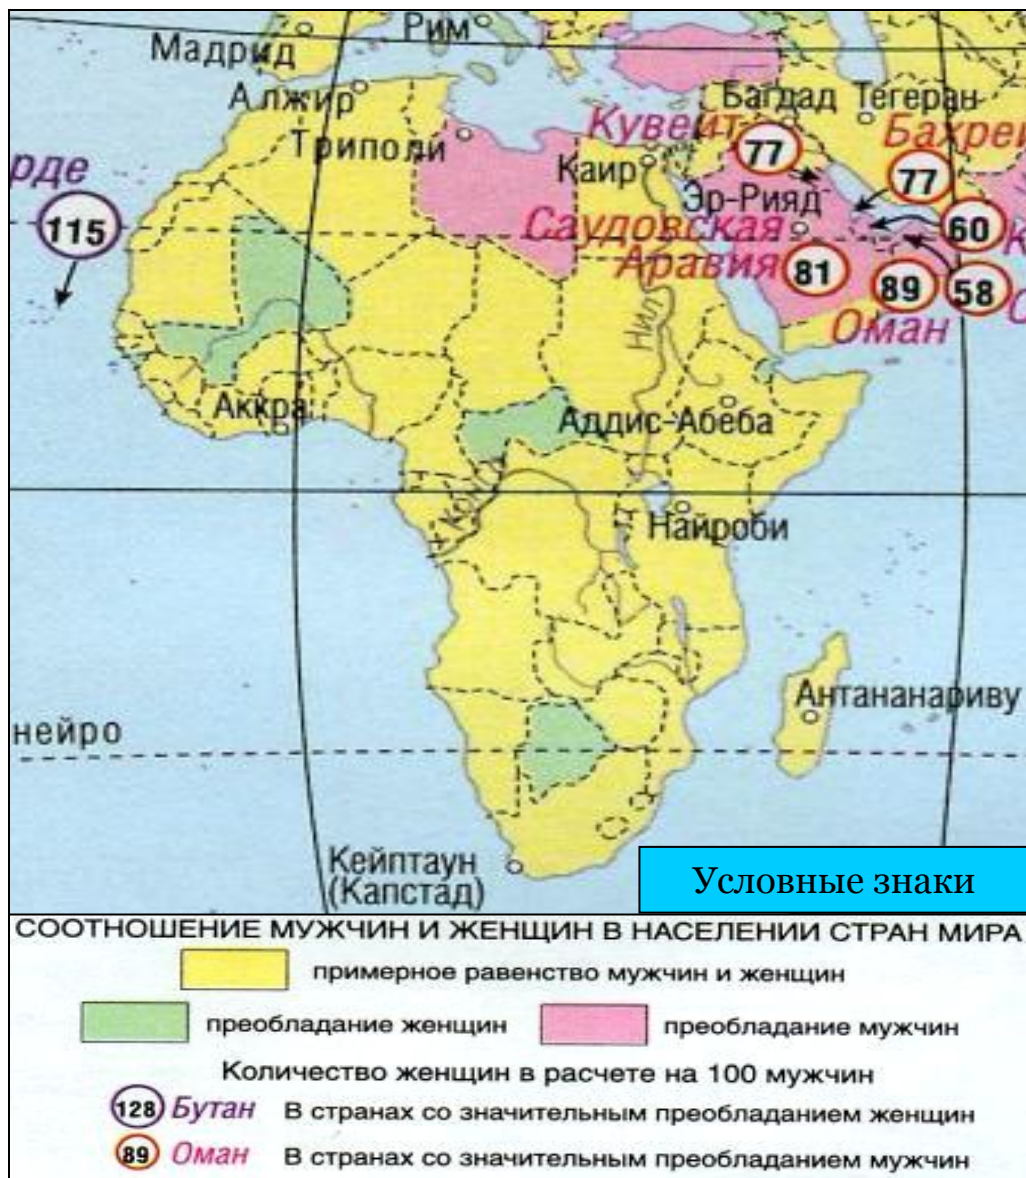 Рим
Мадрид
Алжир
Багдад Тегеран
Триполи
Кувейт
77
Бахрей
Каир
77
рде
Эр-Рияд
115
Саудовская
60
К
Аравия
81
89
58
О
Оман
Нил
Аккра
Аддис-Абеба
Конго
Найроби
Антананариву
нейро
Кейптаун
(Капстад)
Условные знаки
СООТНОШЕНИЕ МУЖЧИН И ЖЕНЩИН В НАСЕЛЕНИИ СТРАН МИРА
примерное равенство мужчин и женщин
преобладание женщин
преобладание мужчин
Количество женщин в расчете на 100 мужчин
128 Бутан В странах со значительным преобладанием женщин
89 Оман В странах со значительным преобладанием мужчин